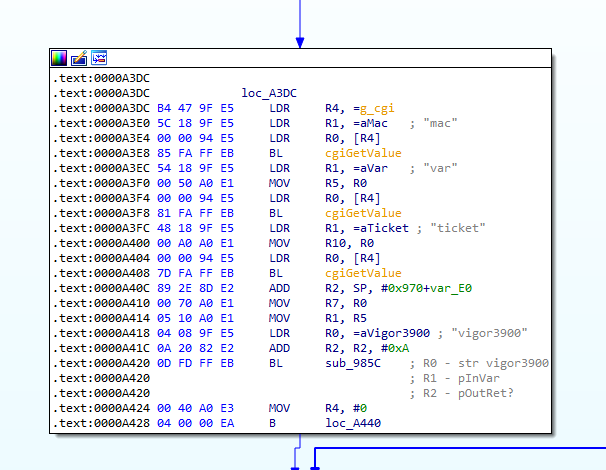 .text:0000A3DC
.text:0000A3DC loc_A3DC
.text:0000A3DC B4 47 9F E5 LDR R4, =g_cgi
.text:0000A3E0 5C 18 9F E5 LDR R1, =aMac ; "mac"
.text:0000A3E4 00 00 94 E5 LDR R0, [R4]
.text:0000A3E8 85 FA FF EB BL cgiGetValue
.text:0000A3EC 54 18 9F E5 LDR R1, =aVar ; "var"
.text:0000A3F0 00 50 A0 E1 MOV R5, R0
.text:0000A3F4 00 00 94 E5 LDR R0, [R4]
.text:0000A3F8 81 FA FF EB BL cgiGetValue
.text:0000A3FC 48 18 9F E5 LDR R1, =aTicket ; "ticket"
.text:0000A400 00 A0 A0 E1 MOV R10, R0
.text:0000A404 00 00 94 E5 LDR R0, [R4]
.text:0000A408 7D FA FF EB BL cgiGetValue
.text:0000A40C 89 2E 8D E2 ADD R2, SP, #0x970+var_E0
.text:0000A410 00 70 A0 E1 MOV R7, R0
.text:0000A414 05 10 A0 E1 MOV R1, R5
.text:0000A418 04 08 9F E5 LDR R0, =aVigor3900 ; "vigor3900"
.text:0000A41C 0A 20 82 E2 ADD R2, R2, #0xA
.text:0000A420 0D FD FF EB BL sub_985C ; R0 - str vigor3900
.text:0000A420 ; R1 - pInVar
.text:0000A420 ; R2 - pOutRet?
.text:0000A424 00 40 A0 E3 MOV R4, #0
.text:0000A428 04 00 00 EA B loc_A440